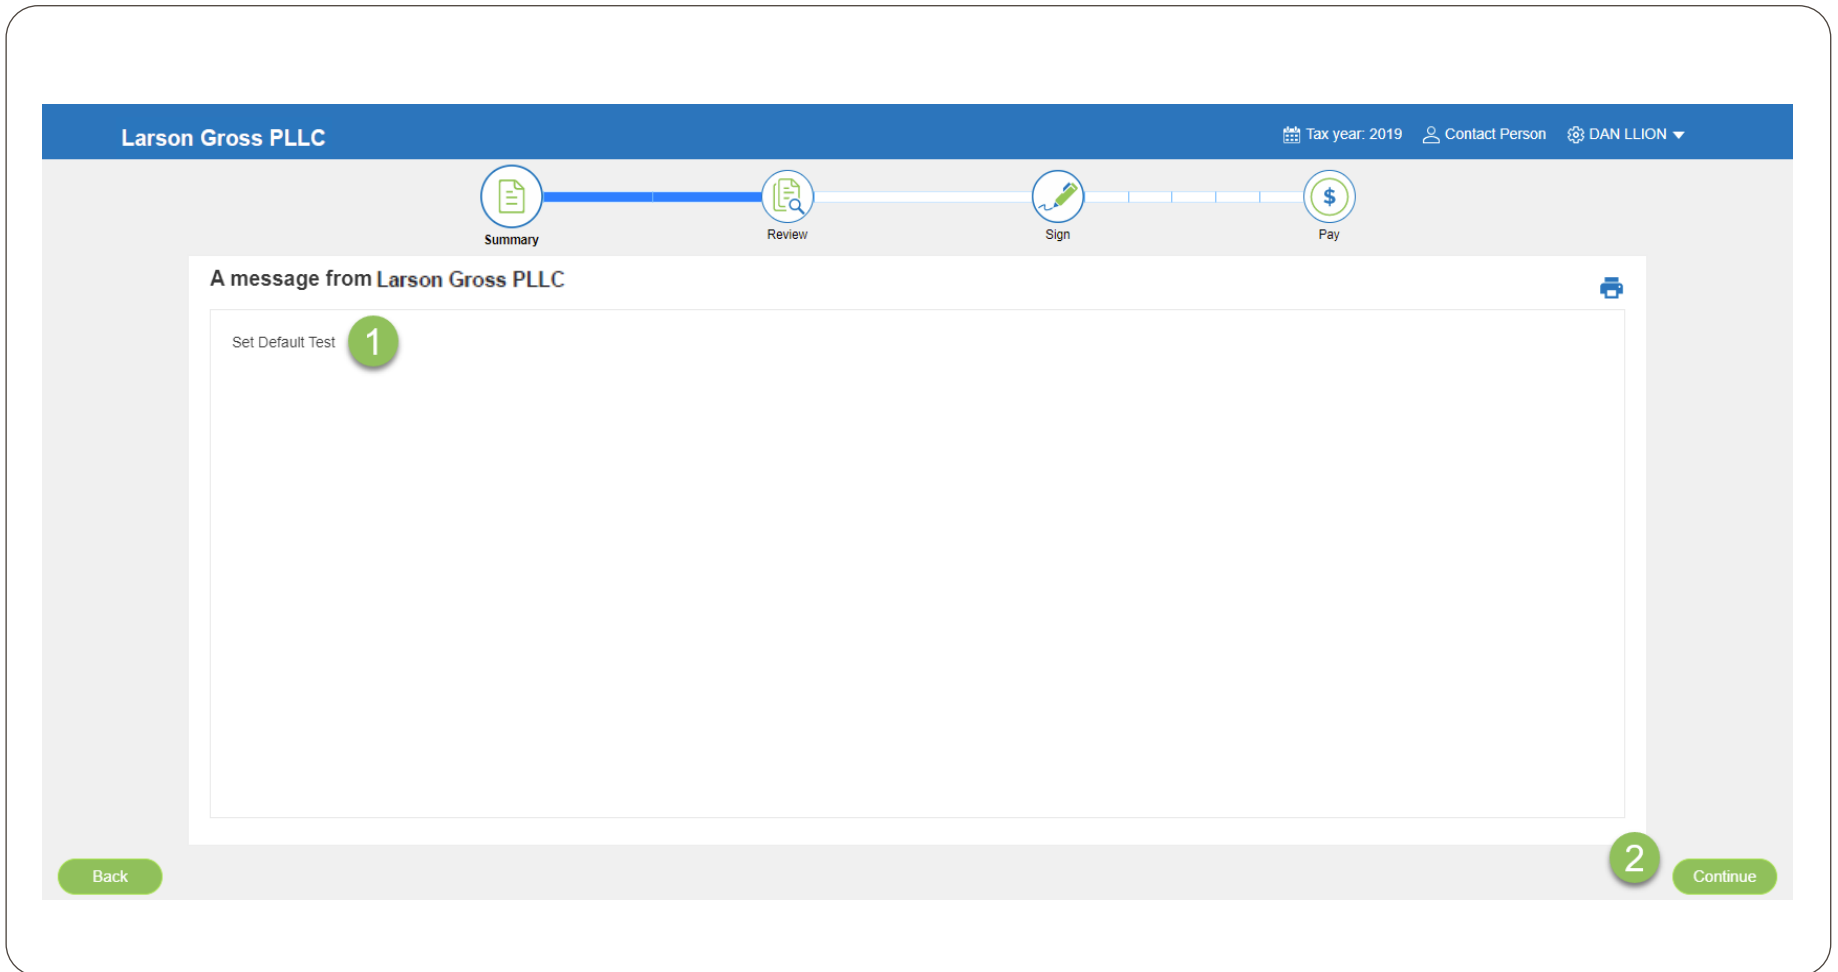 Larson Gross PLLC
Tax year: 2019 Contact Person DAN LLION
Summary Review Sign $ Pay
A message from Larson Gross PLLC
Set Default Test 1
2
Back Continue